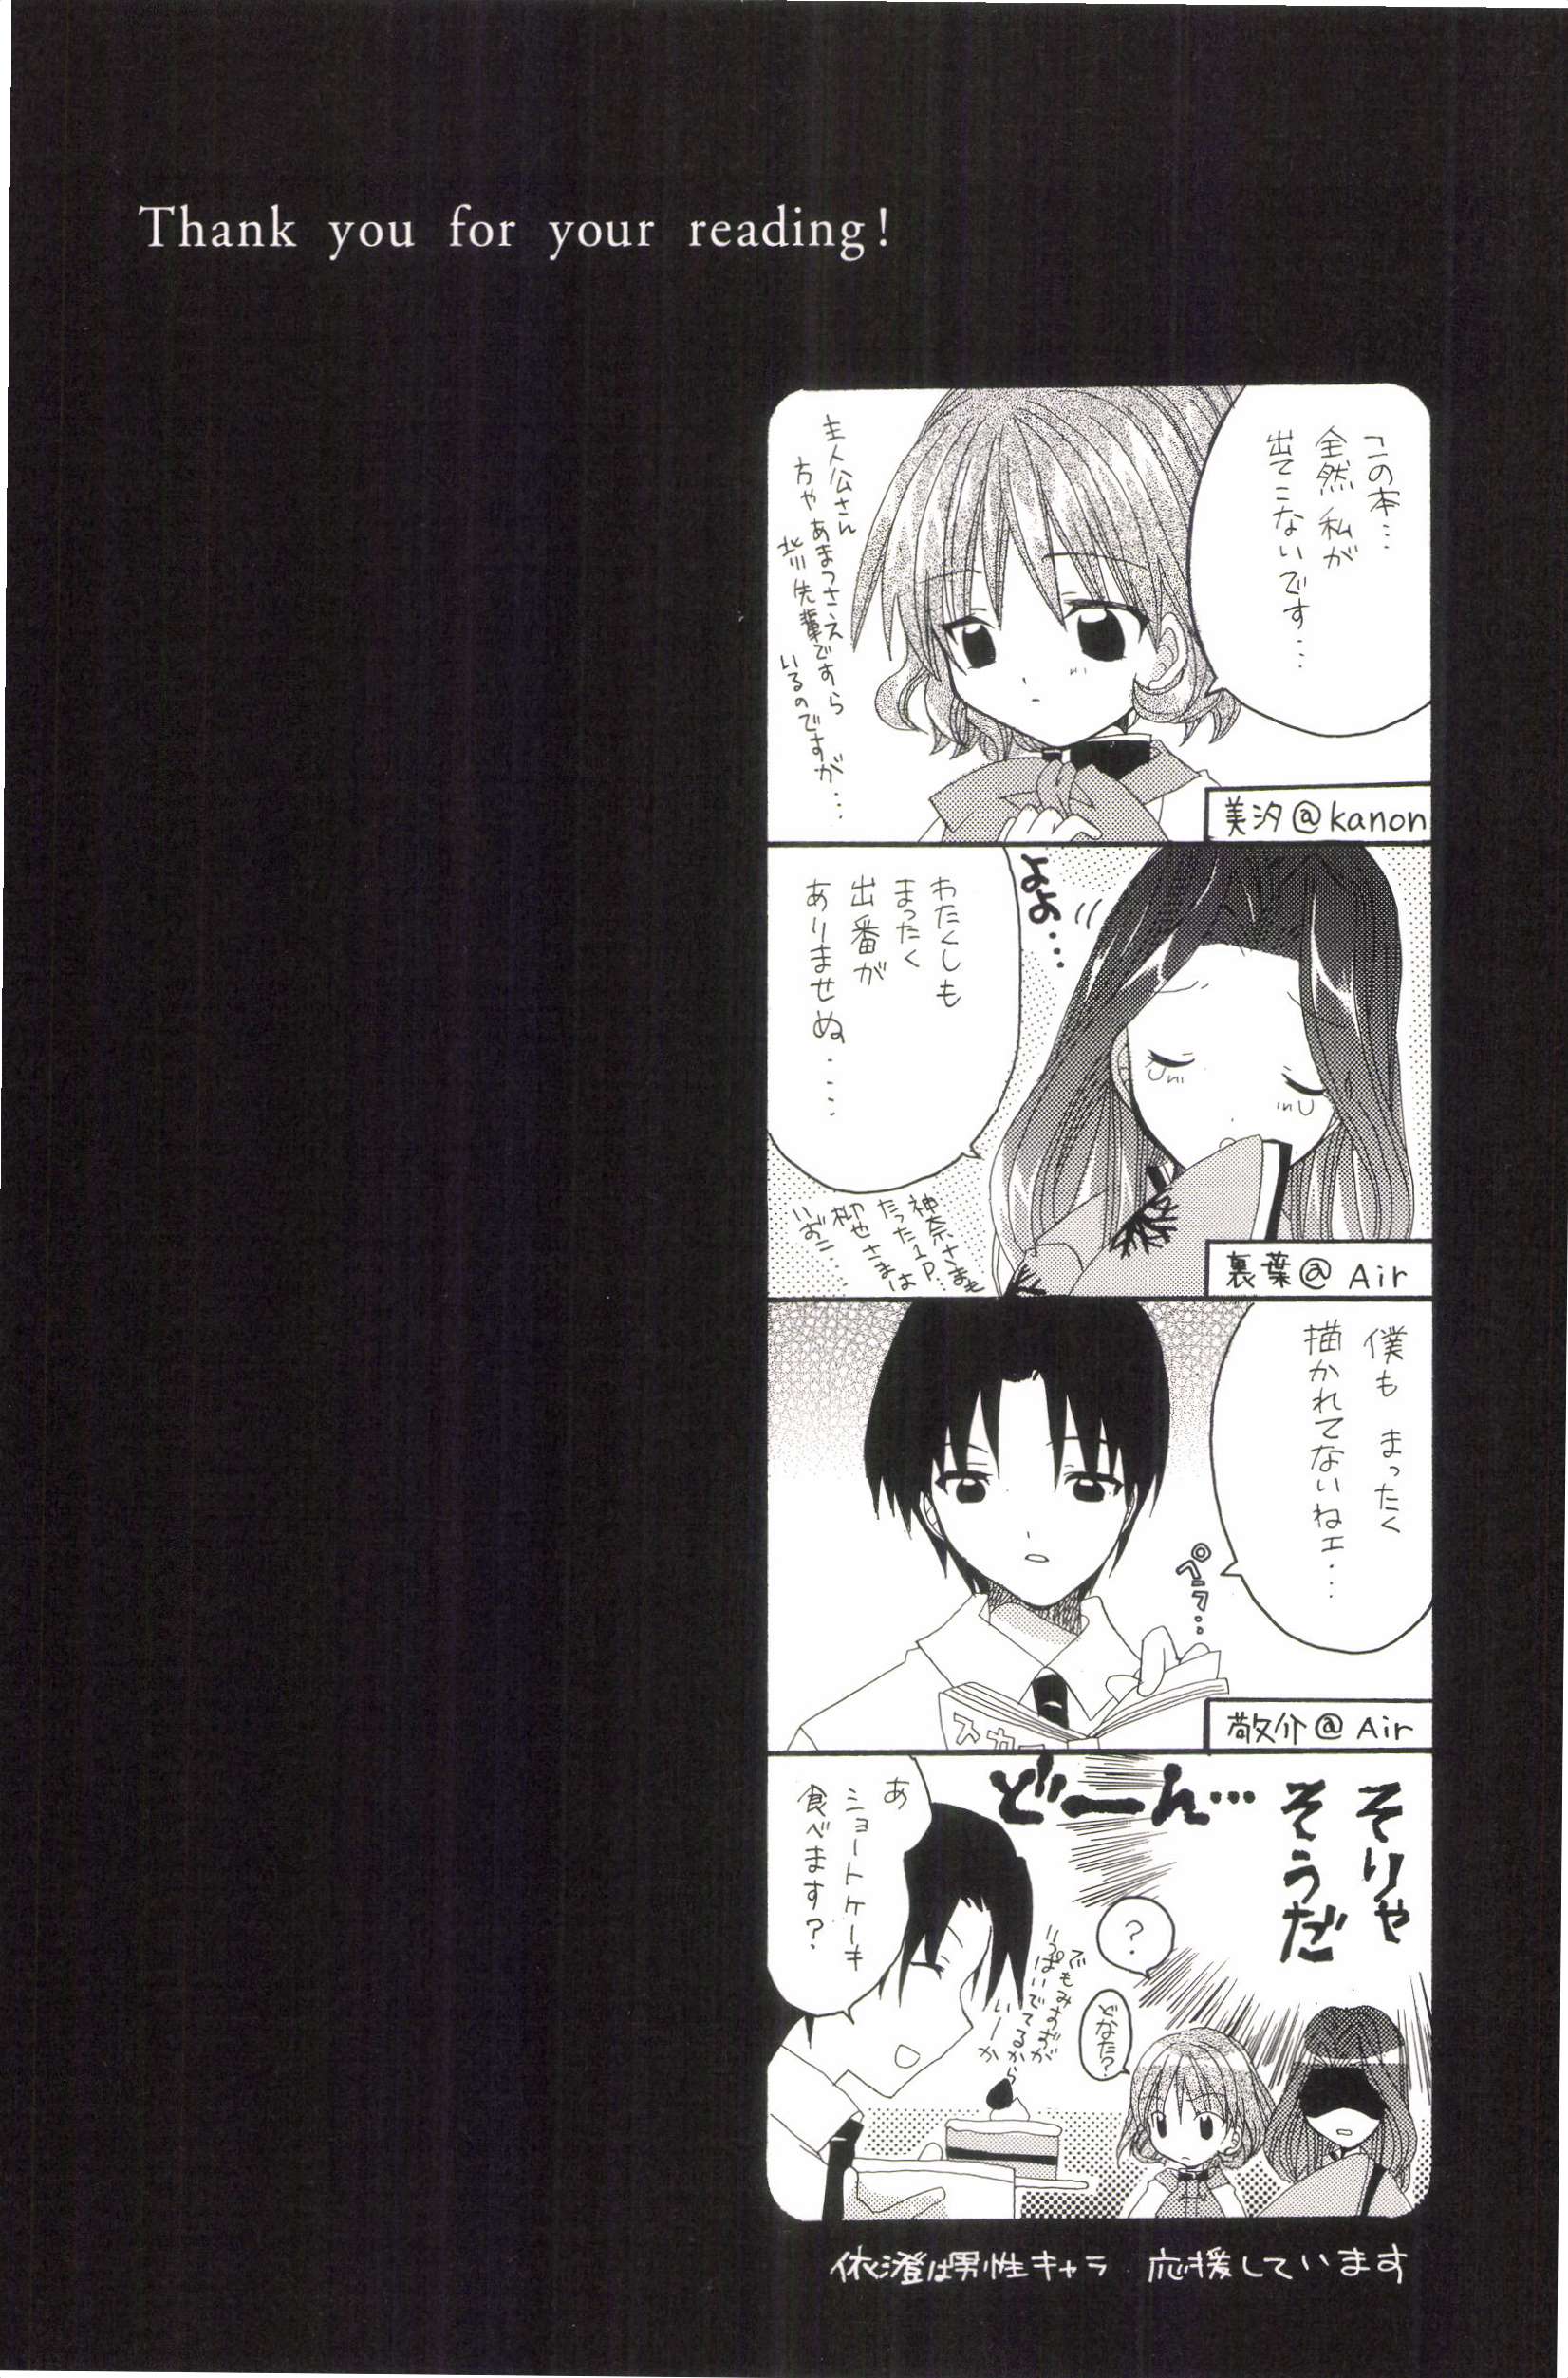 Thank you for your reading!
この本…
全然 私が
出てこないです…
主人公さん
ちゃあまつさえ
北川先輩ですら
いるのですが…
美汐@kanon
よよ…
わたくしも
まったく
出番が
ありませぬ....
神奈さまも
たった1P…
柳也さまは
いおこ…
裏葉@Air
僕も まったく
描かれてないねェ…
ペラ…
スカー
敬介@Air
そりゃ
そうだ
どーん…
？
どなた？
あ
ショートケーキ
食べます？
でもみすずが
いっぱいでてるから
いーか
依澄は男性キャラ 応援しています